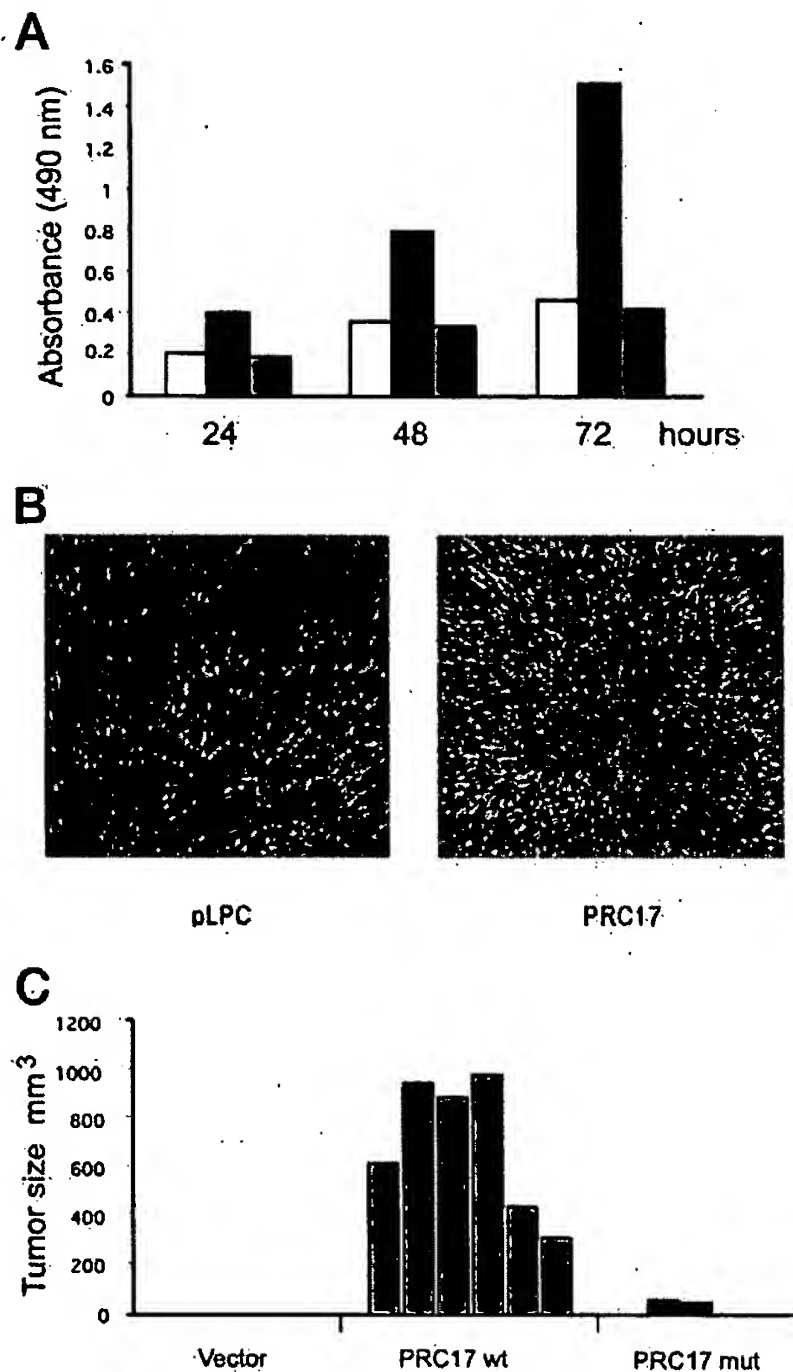 A
1.6
1.4
1.2
1
0.8
0.6
0.4
0.2
0
Absorbance (490 nm)
24 48 72 hours
B
pLPC PRC17
C
1200
1000
800
600
400
200
0
Tumor size mm3
Vector PRC17 wt PRC17 mut